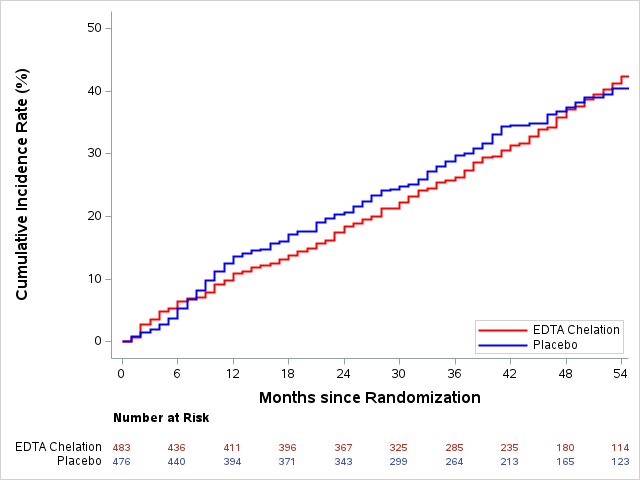 50
40
30
20
10
0
Cumulative Incidence Rate (%)
EDTA Chelation
Placebo
0 6 12 18 24 30 36 42 48 54
Months since Randomization
Number at Risk
EDTA Chelation 483 436 411 396 367 325 285 235 180 114
Placebo 476 440 394 371 343 299 264 213 165 123